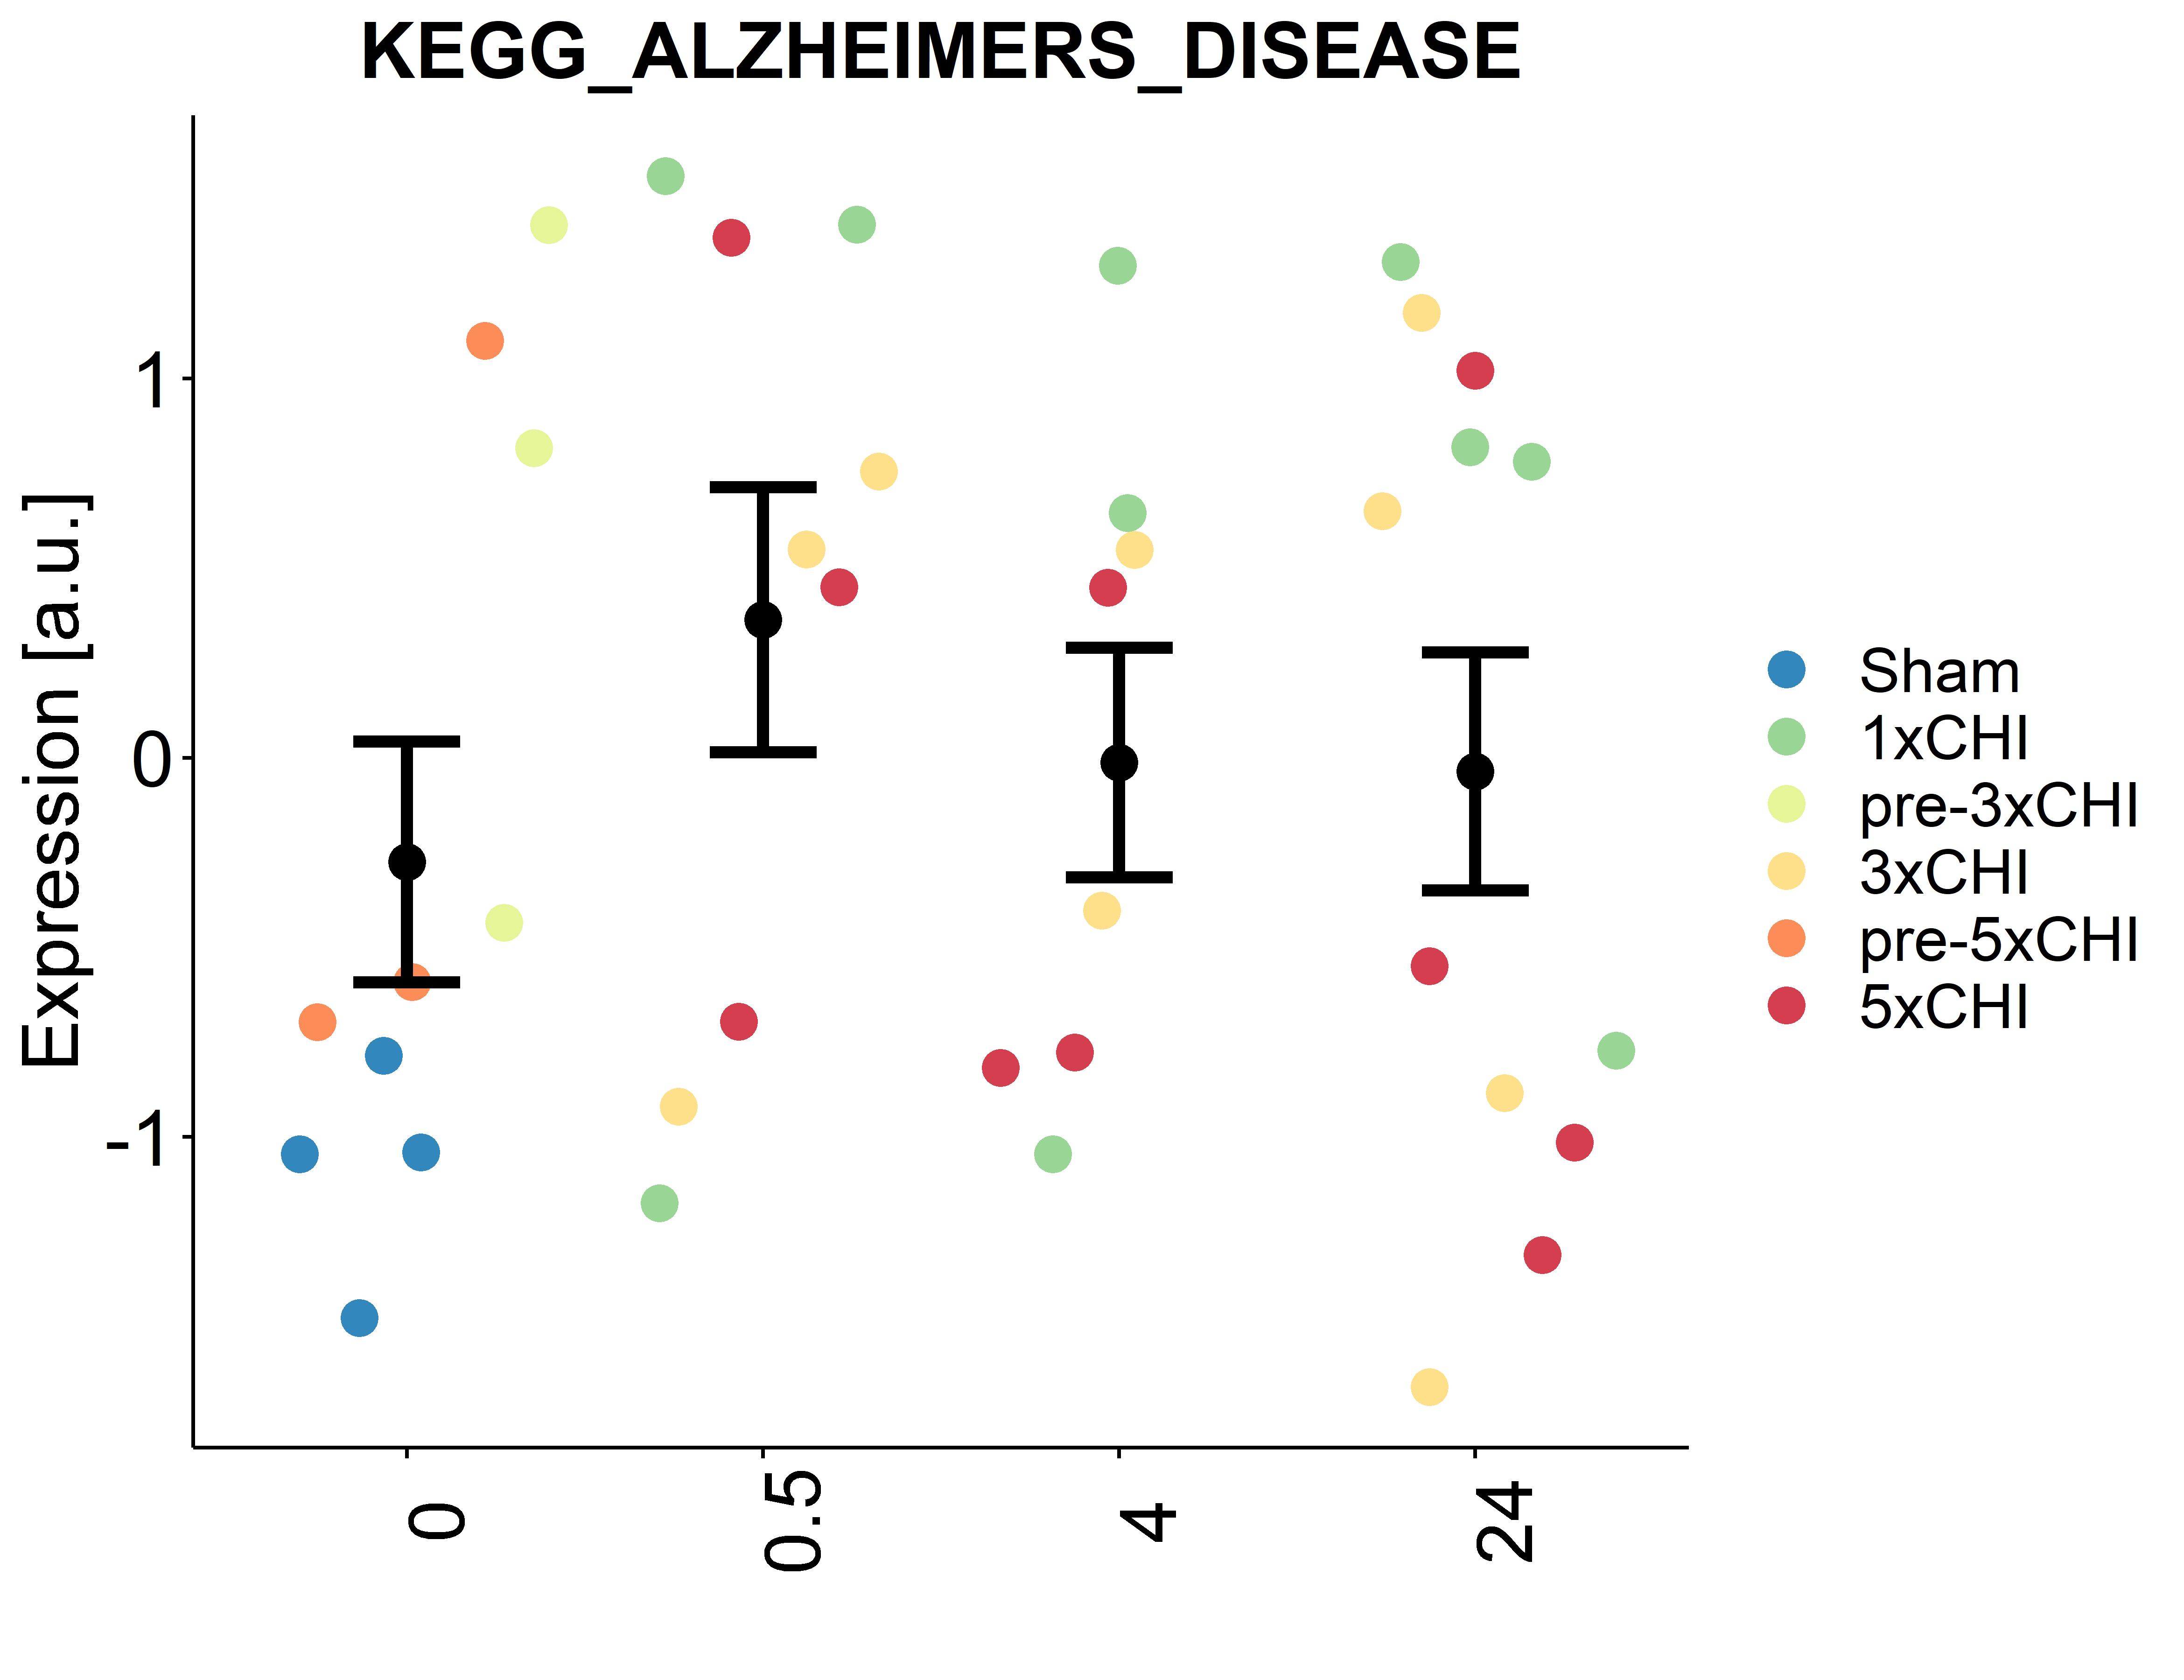 KEGG_ALZHEIMERS_DISEASE
Expression [a.u.]
1
0
-1
0
0.5
4
24
Sham
1xCHI
pre-3xCHI
3xCHI
pre-5xCHI
5xCHI